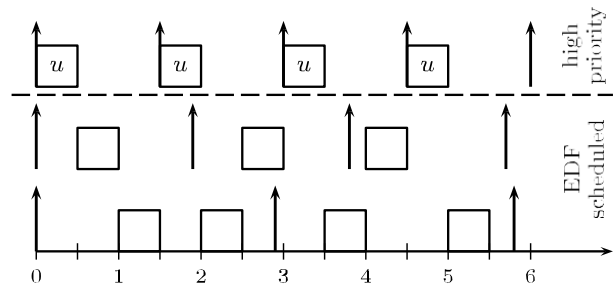 u u u u
high
priority
EDF
scheduled
0 1 2 3 4 5 6